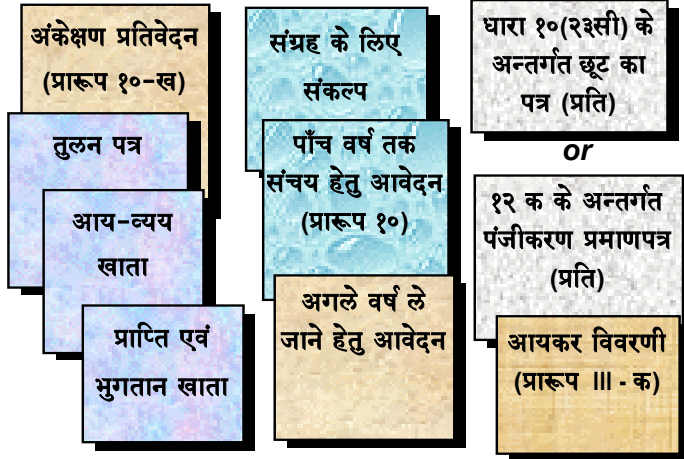 अंकेक्षण प्रतिवेदन
(प्रारूप १०-ख)
तुलन पत्र
आय-व्यय
खाता
प्राप्ति एवं
भुगतान खाता
संग्रह के लिए
संकल्प
पाँच वर्ष तक
संचय हेतु आवेदन
(प्रारूप १०)
अगले वर्ष ले
जाने हेतु आवेदन
धारा १०(२३सी) के
अन्तर्गत छूट का
पत्र (प्रति)
or
१२ क के अन्तर्गत
पंजीकरण प्रमाणपत्र
(प्रति)
आयकर विवरणी
(प्रारूप III - क)